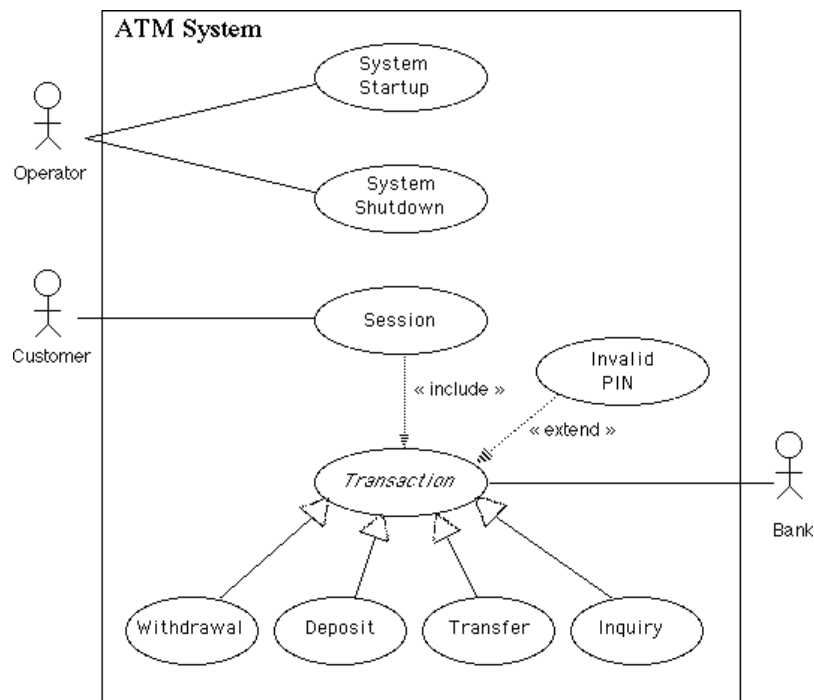 ATM System
System
Startup
Operator
System
Shutdown
Customer
Session
Invalid
PIN
« include »
« extend »
Transaction
Bank
Withdrawal
Deposit
Transfer
Inquiry